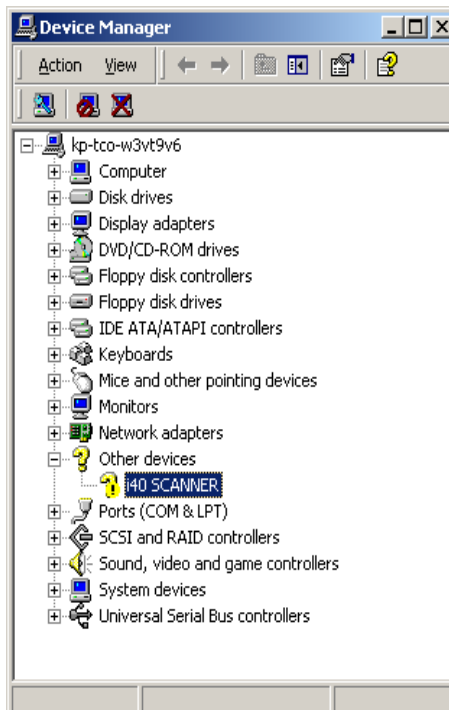 Device Manager
Action View
kp-tco-w3vt9v6
Computer
Disk drives
Display adapters
DVD/CD-ROM drives
Floppy disk controllers
Floppy disk drives
IDE ATA/ATAPI controllers
Keyboards
Mice and other pointing devices
Monitors
Network adapters
Other devices
i40 SCANNER
Ports (COM & LPT)
SCSI and RAID controllers
Sound, video and game controllers
System devices
Universal Serial Bus controllers